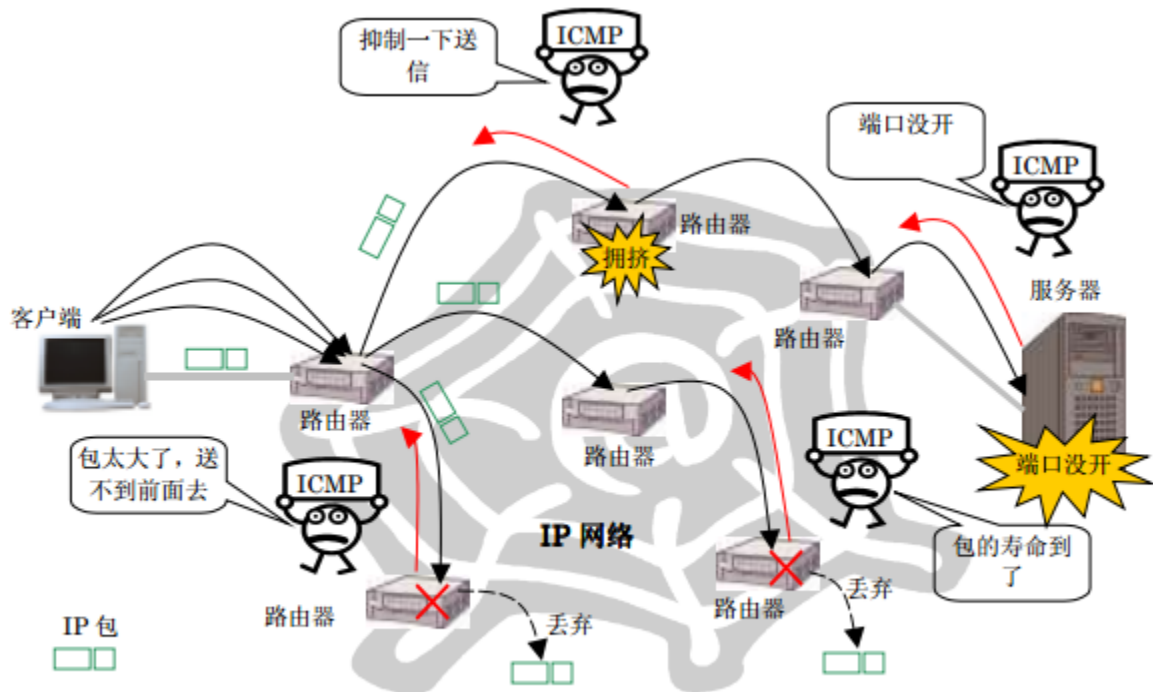 ICMP
抑制一下送
信
端口没开
ICMP
路由器
拥挤
服务器
客户端
路由器
路由器
路由器
包太大了，送
不到前面去
ICMP
ICMP
端口没开
IP 网络
包的寿命到
了
路由器
丢弃
路由器
丢弃
IP 包